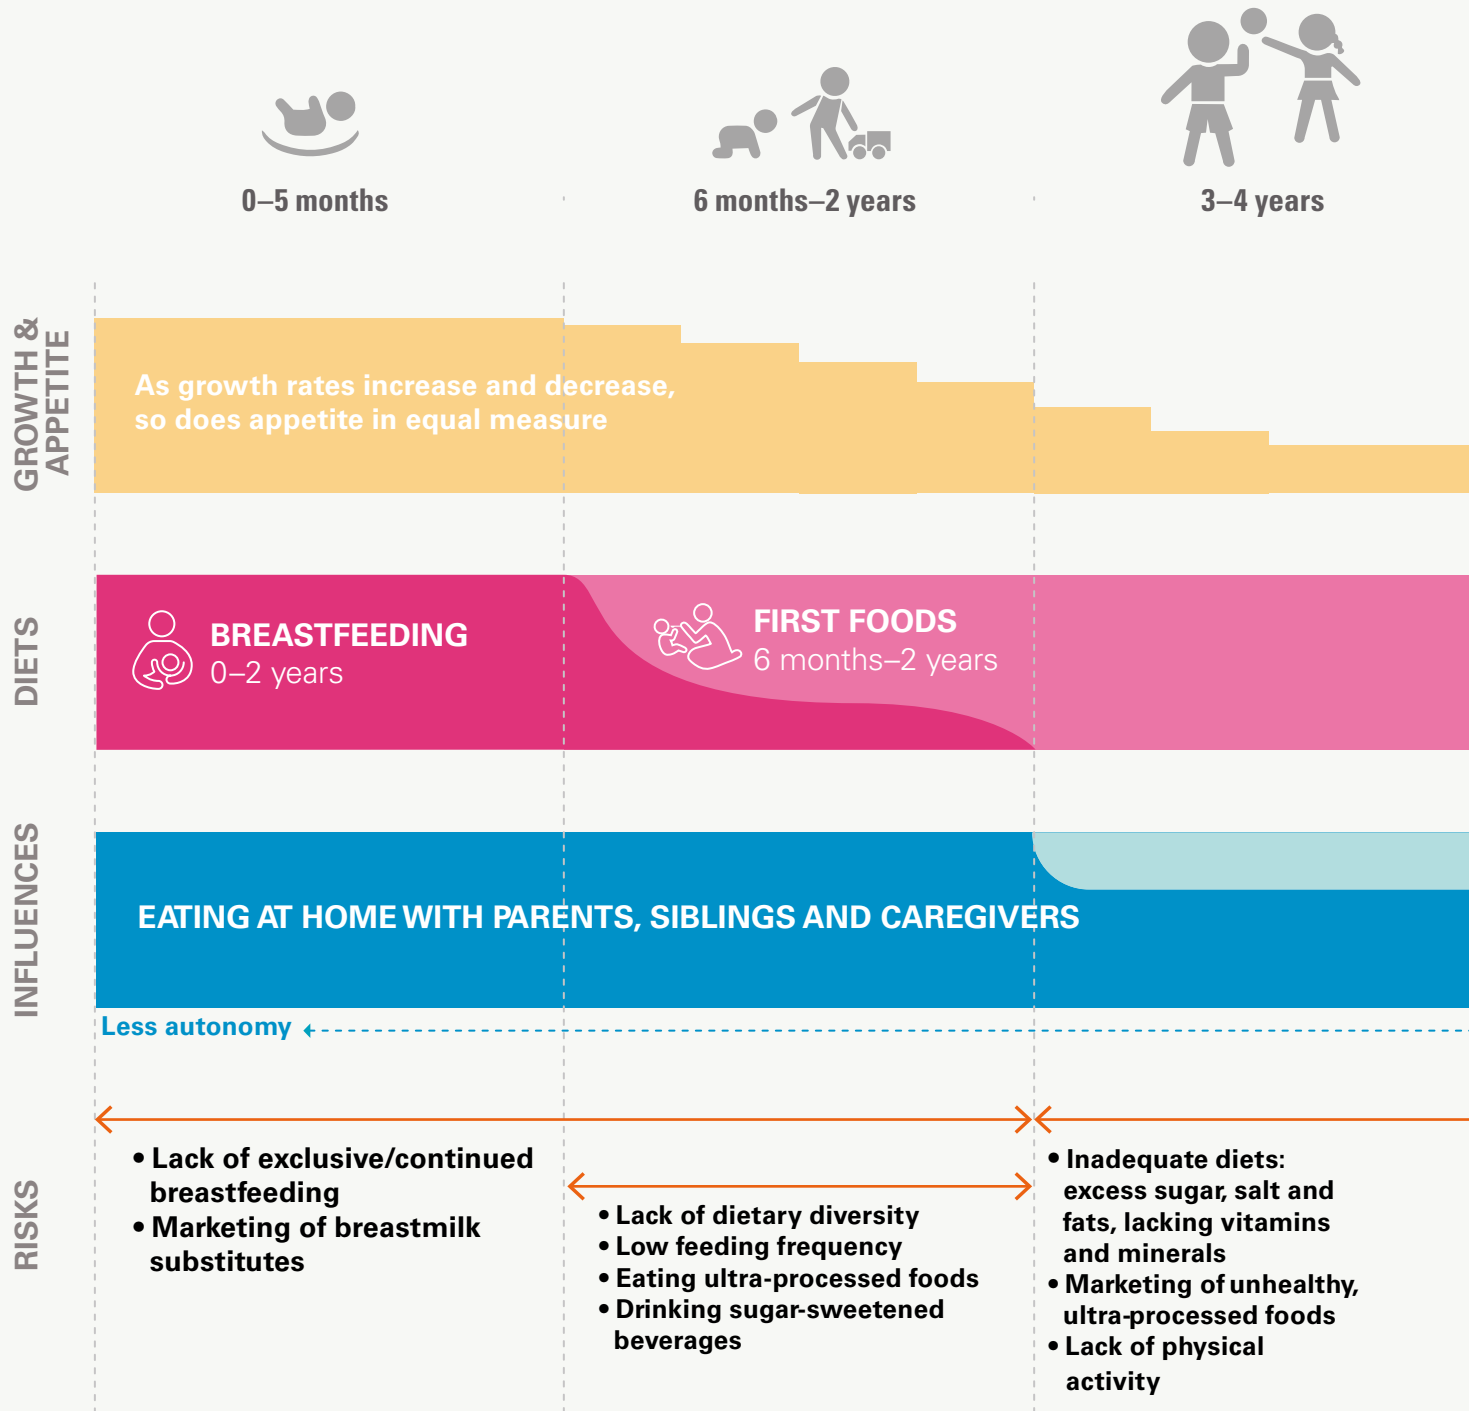 0–5 months
6 months–2 years
3–4 years
GROWTH &
APPETITE
As growth rates increase and decrease,
so does appetite in equal measure
DIETS
BREASTFEEDING
0–2 years
FIRST FOODS
6 months–2 years
INFLUENCES
EATING AT HOME WITH PARENTS, SIBLINGS AND CAREGIVERS
Less autonomy
RISKS
• Lack of exclusive/continued
breastfeeding
• Marketing of breastmilk
substitutes
• Lack of dietary diversity
• Low feeding frequency
• Eating ultra-processed foods
• Drinking sugar-sweetened
beverages
• Inadequate diets:
excess sugar, salt and
fats, lacking vitamins
and minerals
• Marketing of unhealthy,
ultra-processed foods
• Lack of physical
activity